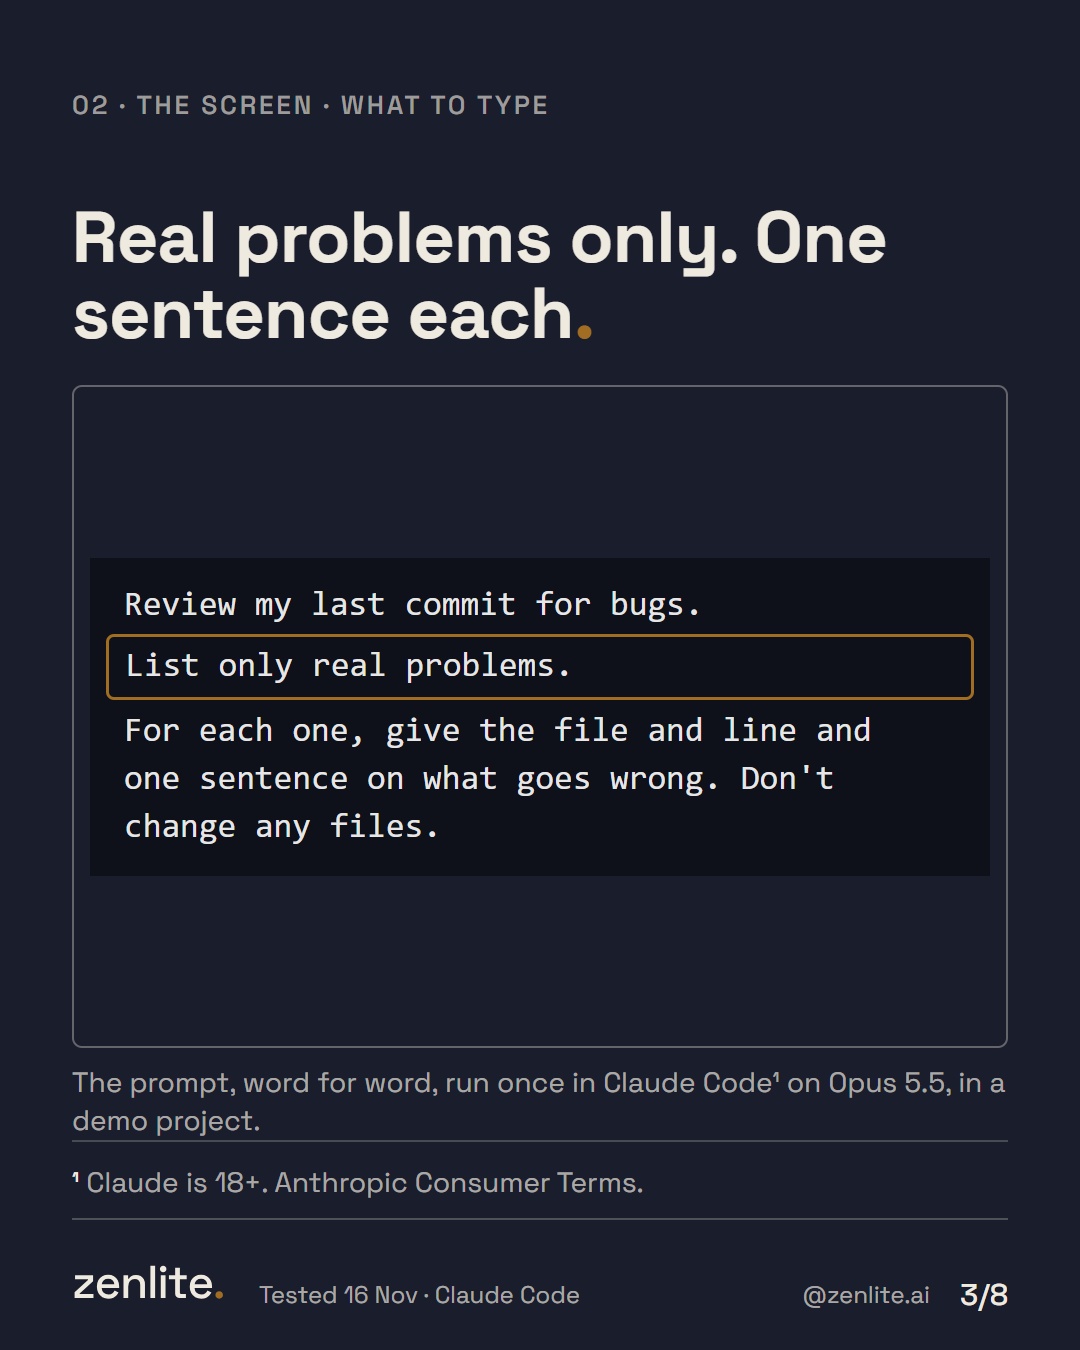 02 · THE SCREEN · WHAT TO TYPE
Real problems only. One
sentence each.
Review my last commit for bugs.
List only real problems.
For each one, give the file and line and
one sentence on what goes wrong. Don't
change any files.
The prompt, word for word, run once in Claude Code¹ on Opus 5.5, in a
demo project.
¹ Claude is 18+. Anthropic Consumer Terms.
zenlite. Tested 16 Nov · Claude Code @zenlite.ai 3/8